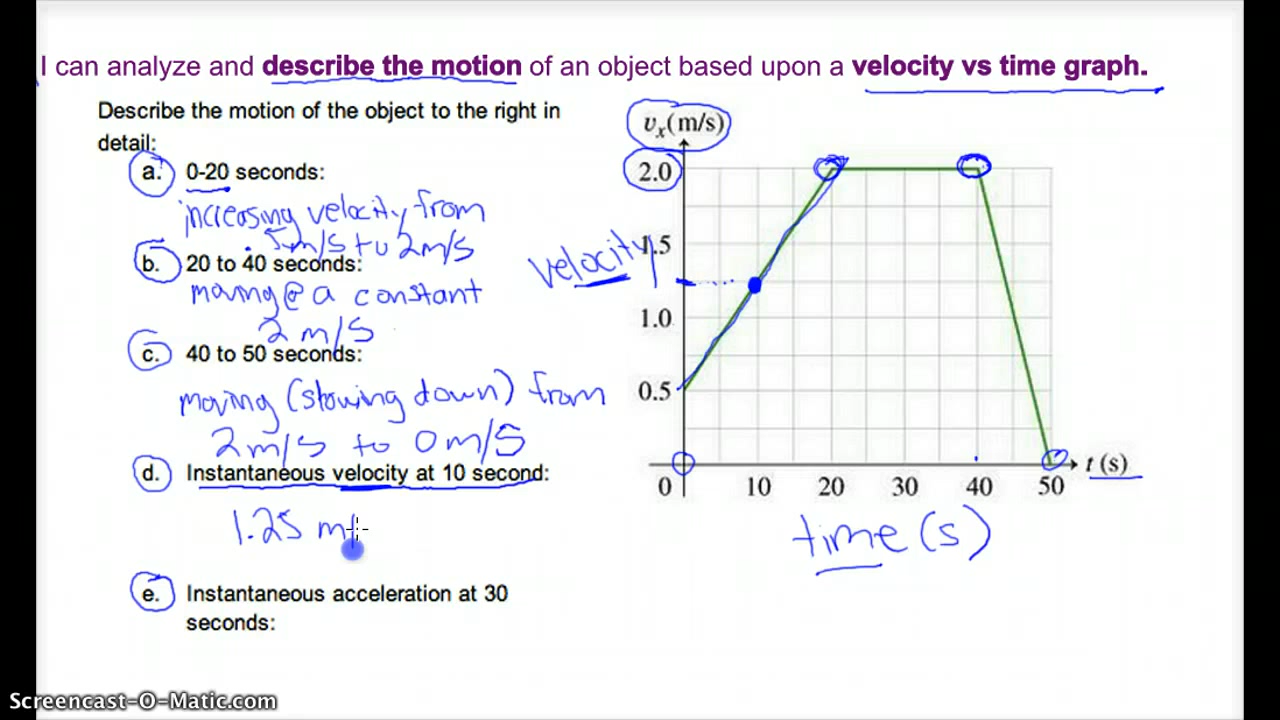 I can analyze and describe the motion of an object based upon a velocity vs time graph.
Describe the motion of the object to the right in
detail:
a. 0-20 seconds:
increasing velocity from
m/s to 2m/s
b. 20 to 40 seconds:
moving @ a constant
2 m/s
c. 40 to 50 seconds:
moving (slowing down) from
2m/s to 0m/s
d. Instantaneous velocity at 10 second:
1.25 m/
e. Instantaneous acceleration at 30
seconds:
vₓ(m/s)
2.0
1.5
velocity
1.0
0.5
t (s)
0 10 20 30 40 50
time (s)
Screencast-O-Matic.com